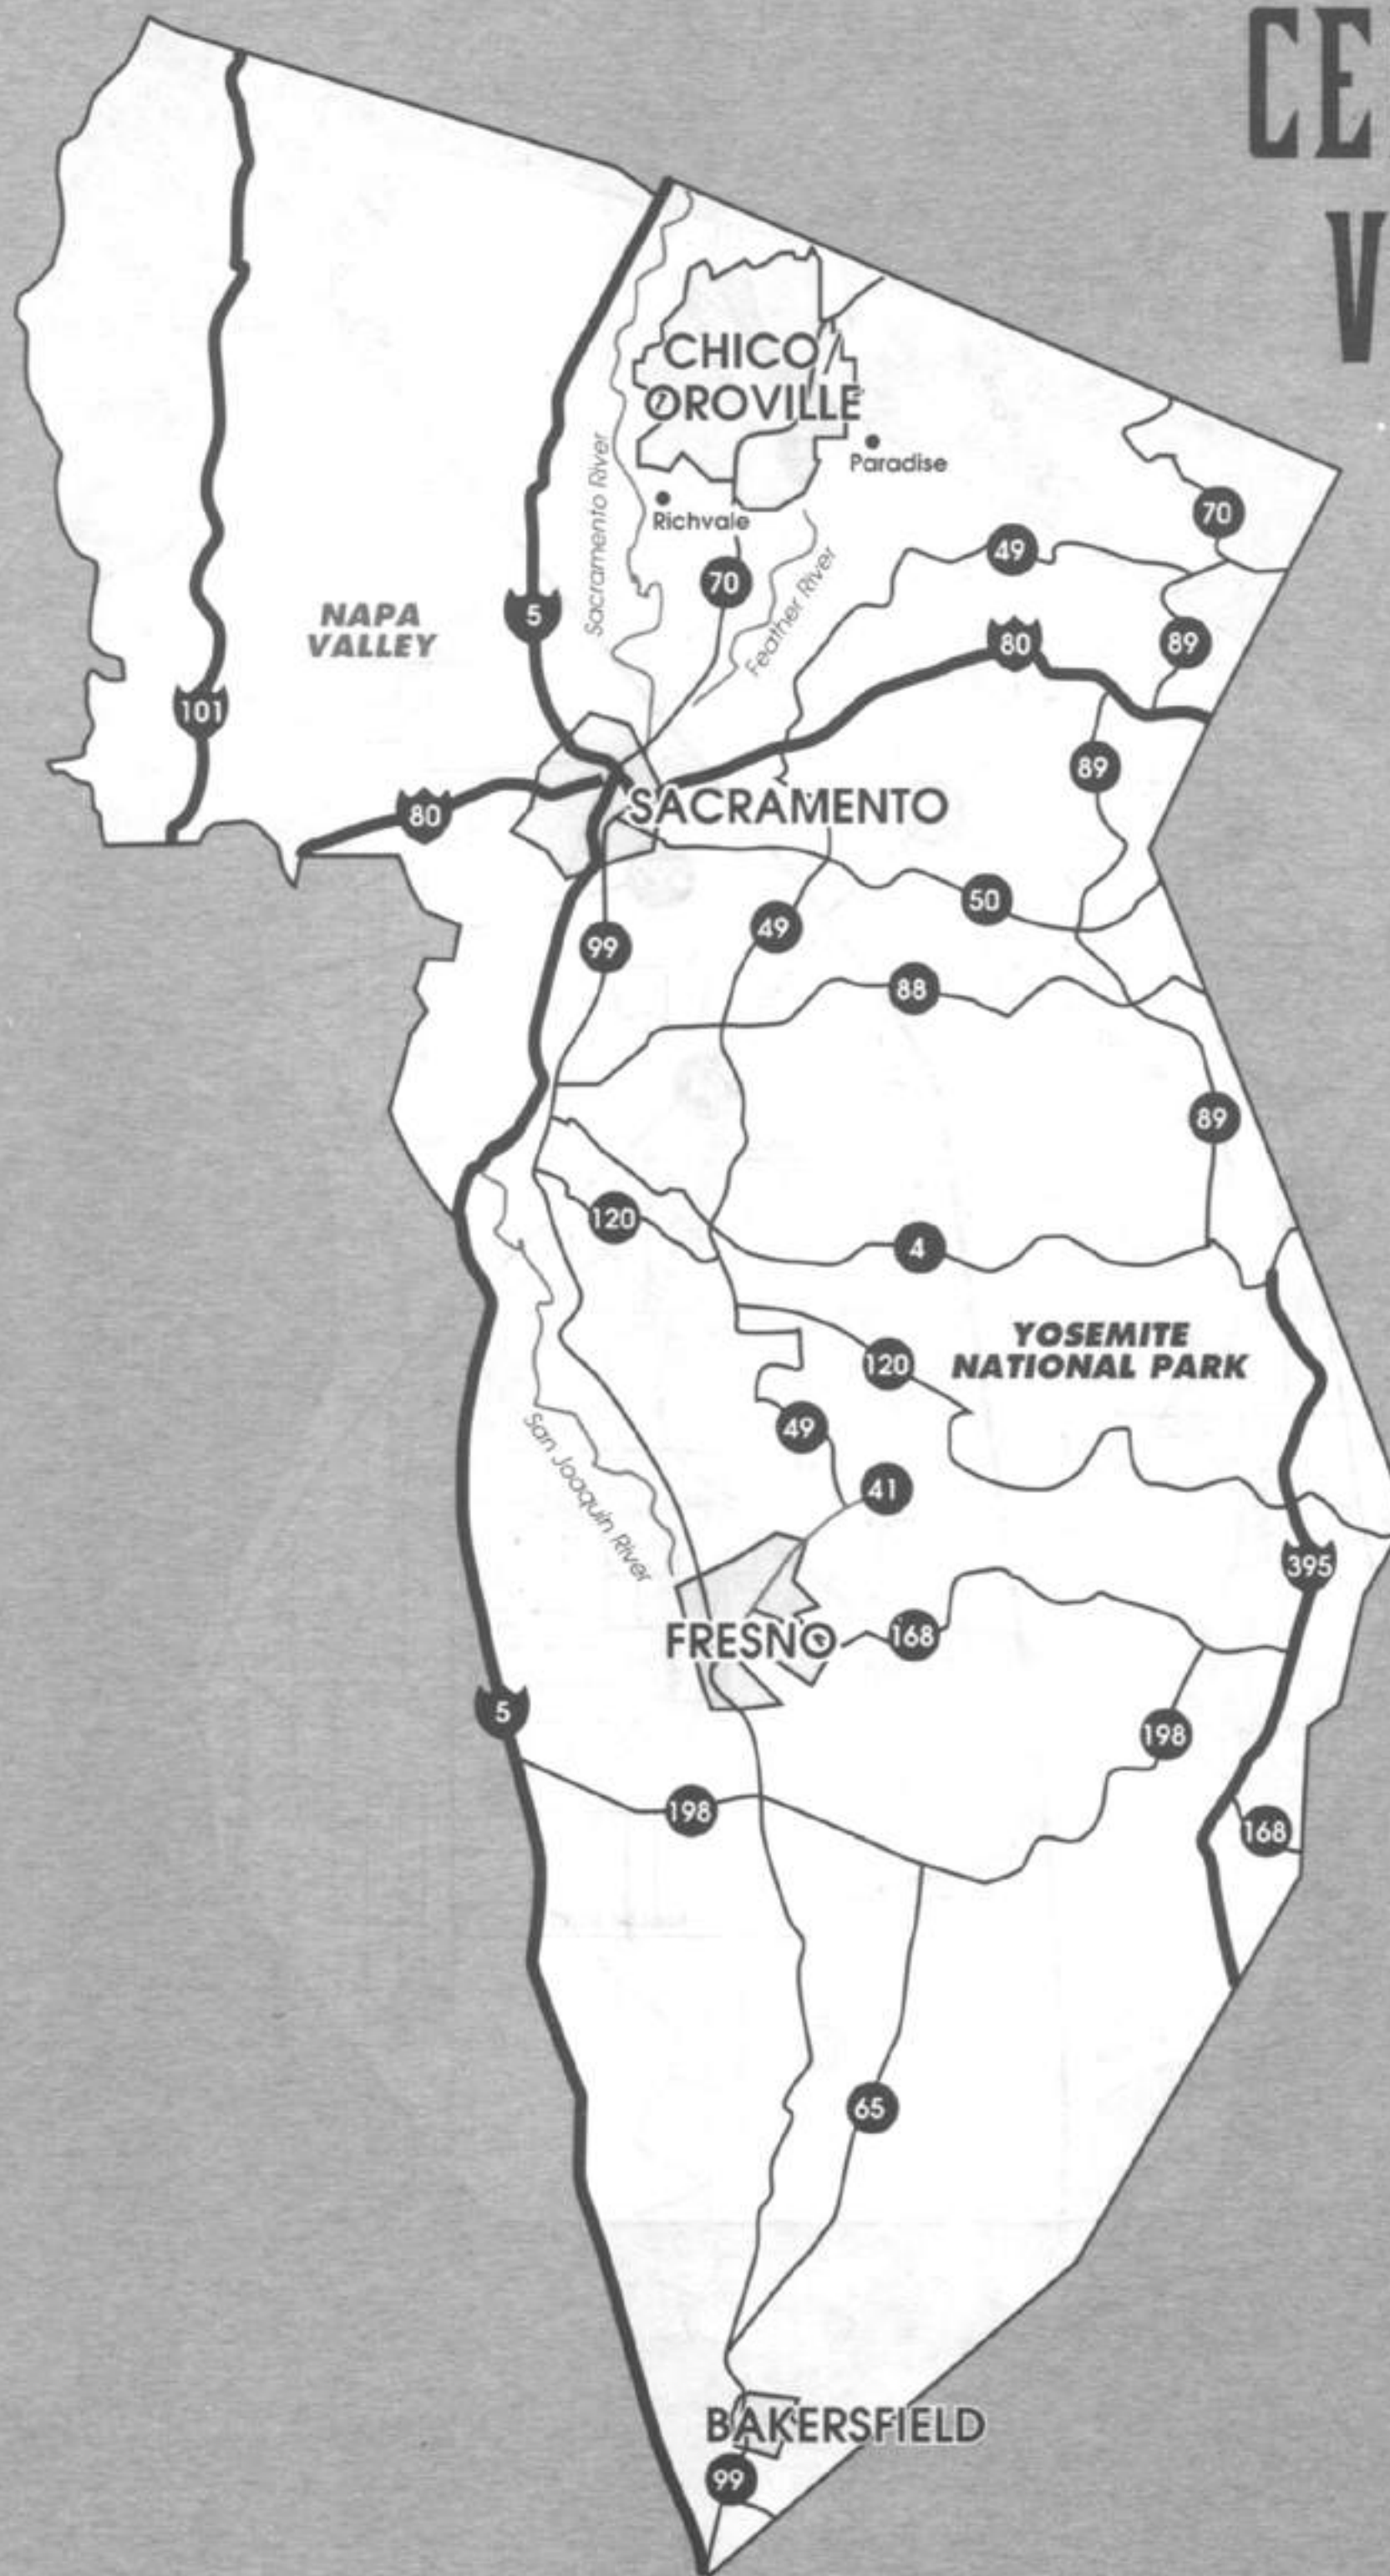 CE
V
CHICO
OROVILLE
Paradise
Richvale
Sacramento River
Feather River
70
49
70
5
80
89
NAPA
VALLEY
101
89
80
SACRAMENTO
50
49
99
88
89
120
4
YOSEMITE
NATIONAL PARK
120
49
41
San Joaquin River
395
FRESNO
168
5
198
198
168
65
BAKERSFIELD
99